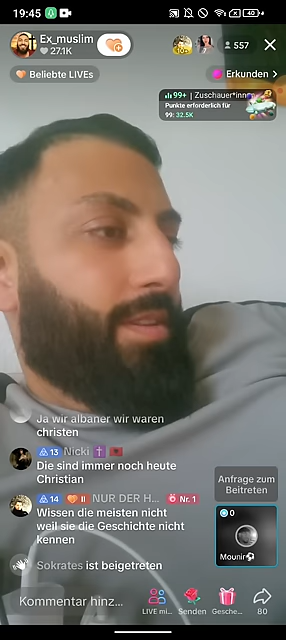 19:45
40
Ex_muslim
27.1K
557
Beliebte LIVEs
Erkunden >
99+ | Zuschauer*innen
Punkte erforderlich für
99: 32.5K
Ja wir albaner wir waren
christen
13 Nicki
Die sind immer noch heute
Christian
14 II NUR DER H... Nr. 1
Wissen die meisten nicht
weil sie die Geschichte nicht
kennen
Sokrates ist beigetreten
Anfrage zum
Beitreten
0
Mounir
Kommentar hinz...
LIVE mi...
Senden
Gesche...
80